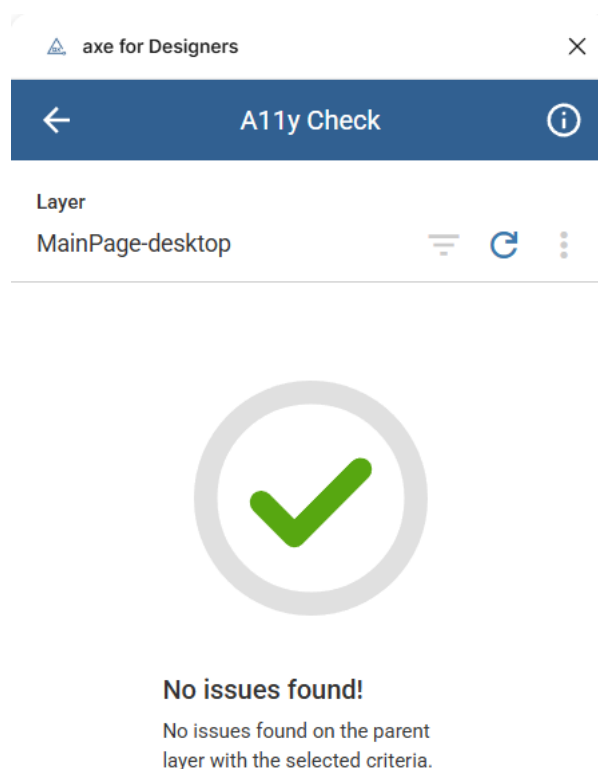 axe for Designers
A11y Check
Layer
MainPage-desktop
No issues found!
No issues found on the parent
layer with the selected criteria.